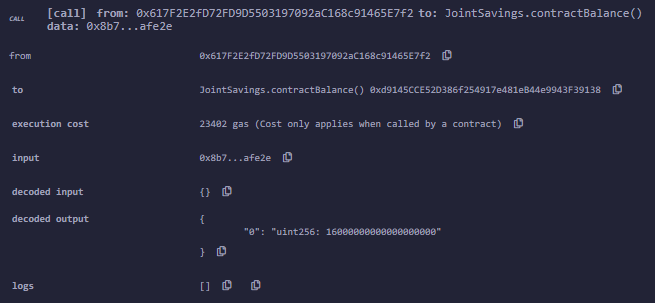 CALL
[call] from: 0x617F2E2fD72FD9D5503197092aC168c91465E7f2 to: JointSavings.contractBalance()
data: 0x8b7...afe2e
from 0x617F2E2fD72FD9D5503197092aC168c91465E7f2
to JointSavings.contractBalance() 0xd9145CCE52D386f254917e481eB44e9943F39138
execution cost 23402 gas (Cost only applies when called by a contract)
input 0x8b7...afe2e
decoded input {}
decoded output {
"0": "uint256: 16000000000000000000"
}
logs []